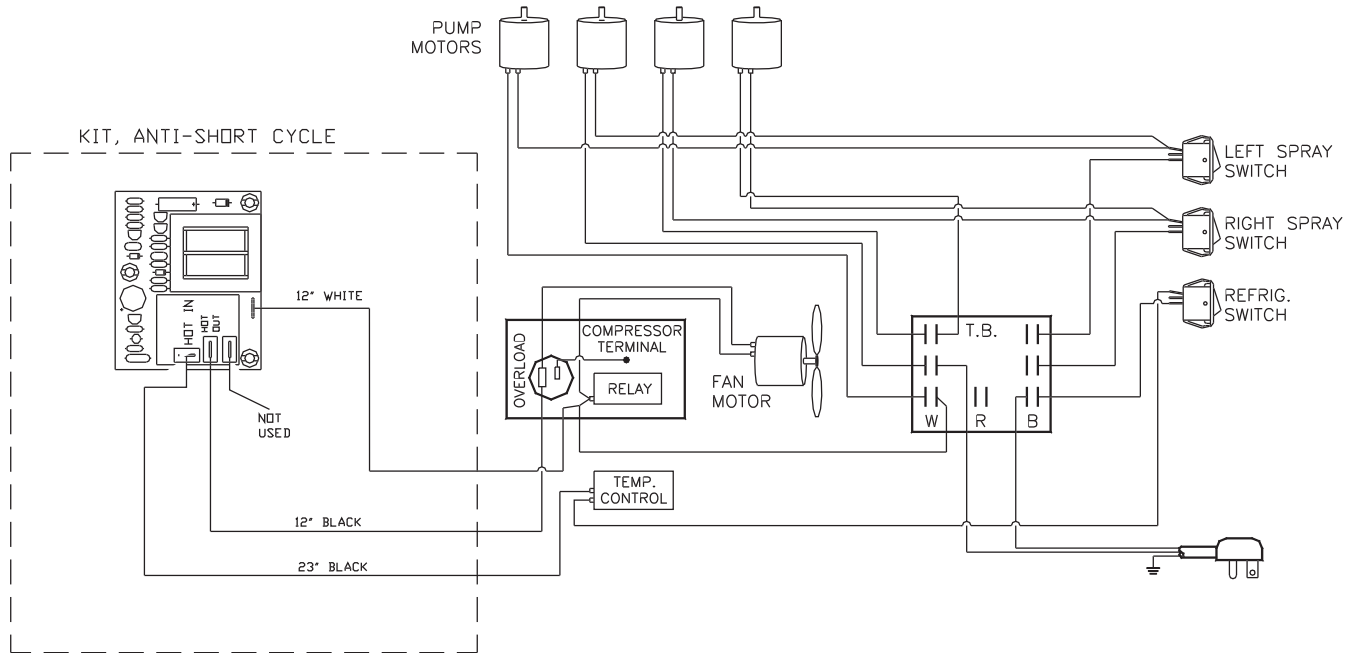 PUMP
MOTORS
KIT, ANTI-SHORT CYCLE
LEFT SPRAY
SWITCH
RIGHT SPRAY
SWITCH
REFRIG.
SWITCH
12" WHITE
HOT IN
HOT
OUT
NOT
USED
OVERLOAD
COMPRESSOR
TERMINAL
RELAY
FAN
MOTOR
T.B.
W R B
TEMP.
CONTROL
12" BLACK
23" BLACK